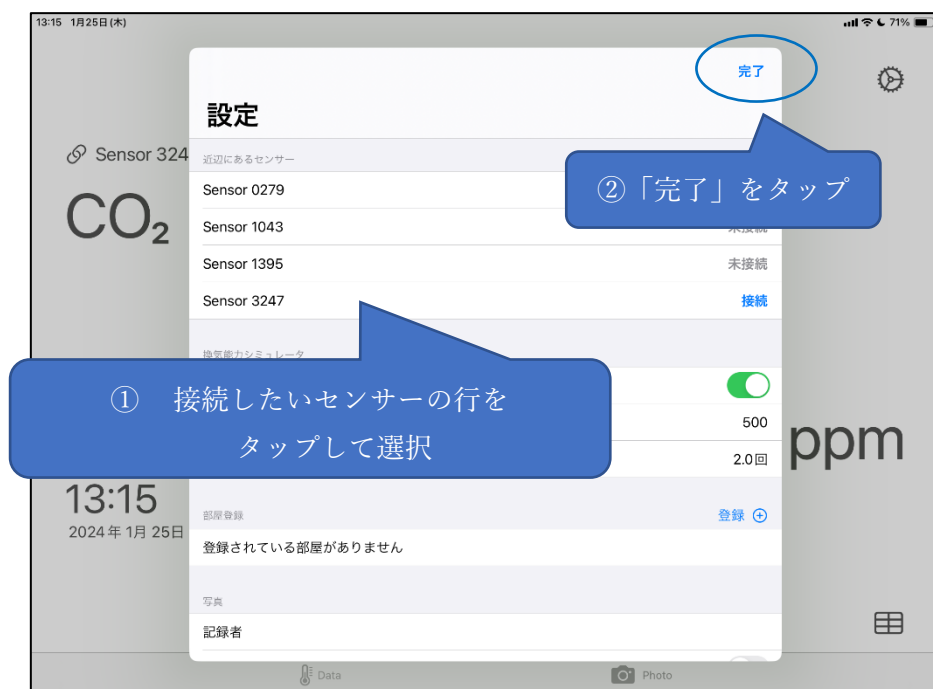 13:15 1月25日(木)
71%
完了
設定
Sensor 324
近辺にあるセンサー
②「完了」をタップ
Sensor 0279
CO₂
Sensor 1043
未接続
Sensor 1395
未接続
Sensor 3247
接続
換気能力シミュレータ
① 接続したいセンサーの行を
タップして選択
500
ppm
2.0回
13:15
2024年 1月 25日
部屋登録
登録 ⊕
登録されている部屋がありません
写真
記録者
Data
Photo